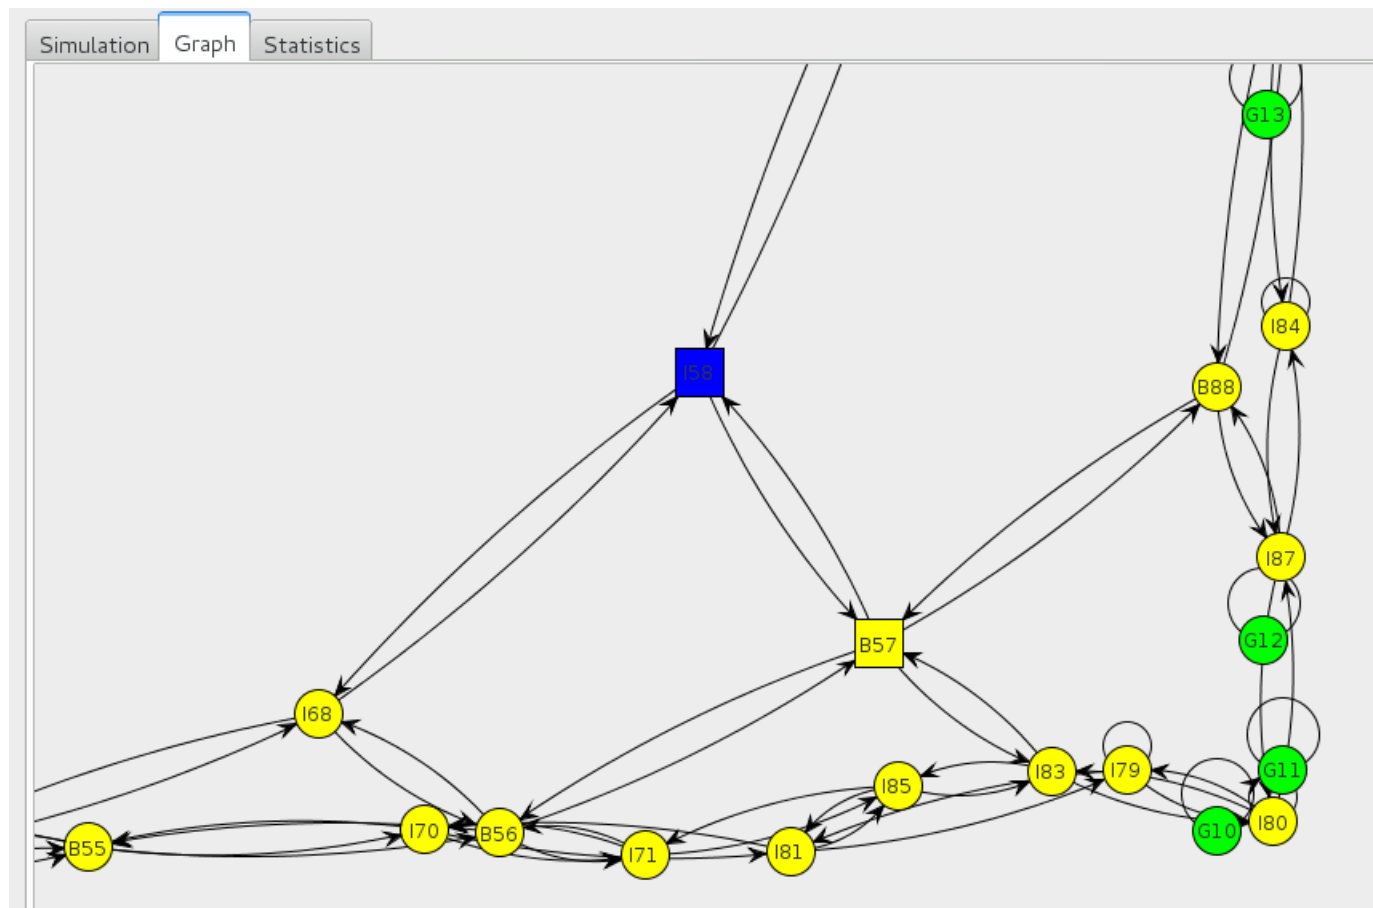 Simulation
Graph
Statistics
G13
I84
I58
B88
I87
G12
B57
I68
I83
I79
G11
I85
I80
I70
B56
G10
B55
I71
I81